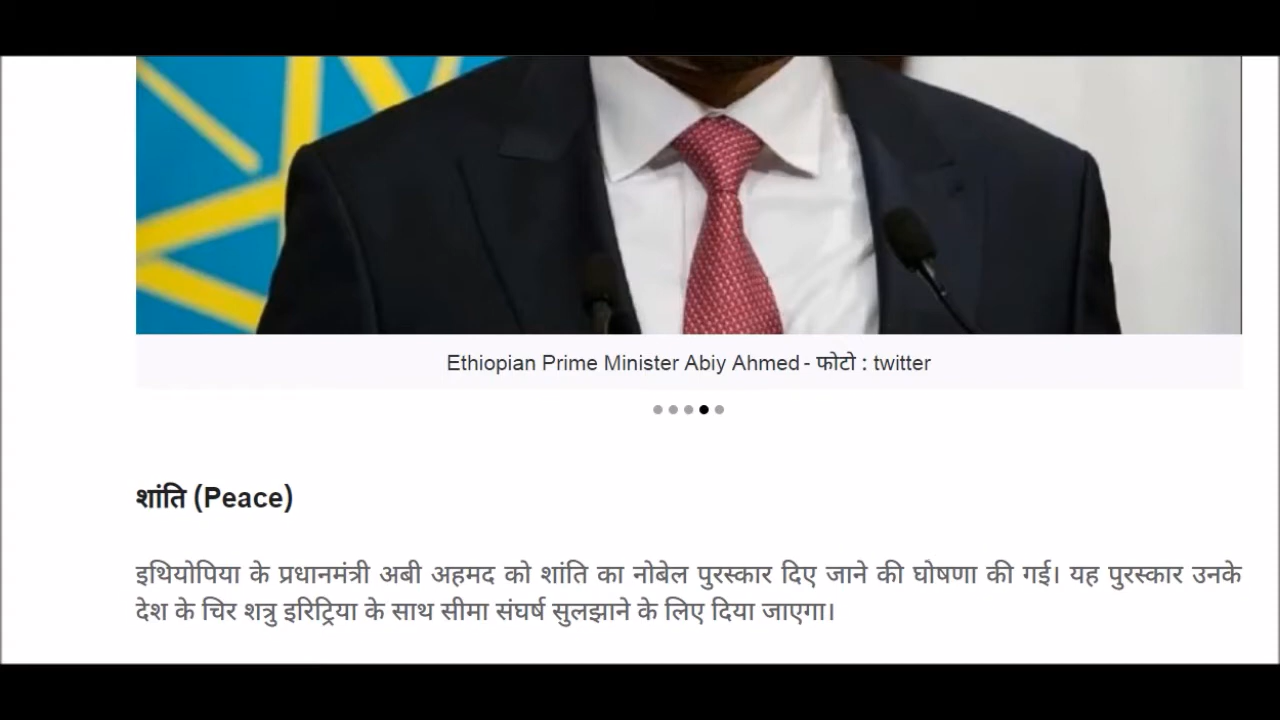 Ethiopian Prime Minister Abiy Ahmed - फोटो : twitter
शांति (Peace)
इथियोपिया के प्रधानमंत्री अबी अहमद को शांति का नोबेल पुरस्कार दिए जाने की घोषणा की गई। यह पुरस्कार उनके
देश के चिर शत्रु इरिट्रिया के साथ सीमा संघर्ष सुलझाने के लिए दिया जाएगा।